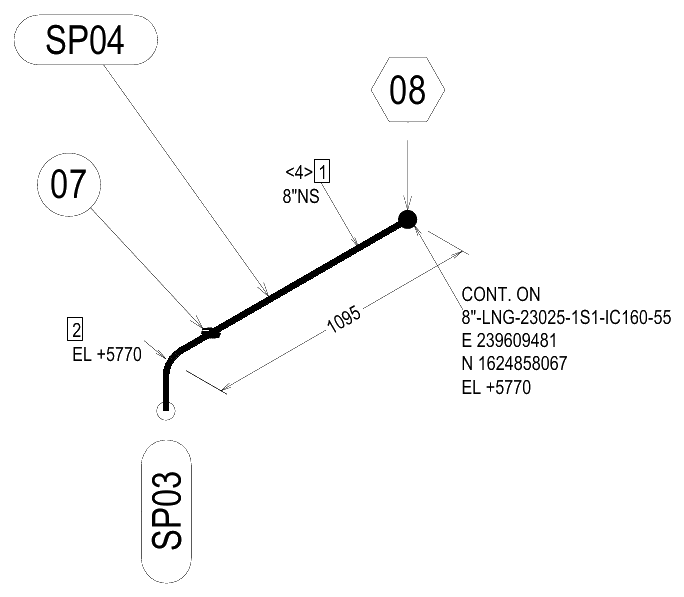 SP04
08
<4> 1
8"NS
07
CONT. ON
8"-LNG-23025-1S1-IC160-55
E 239609481
N 1624858067
EL +5770
1095
2
EL +5770
SP03